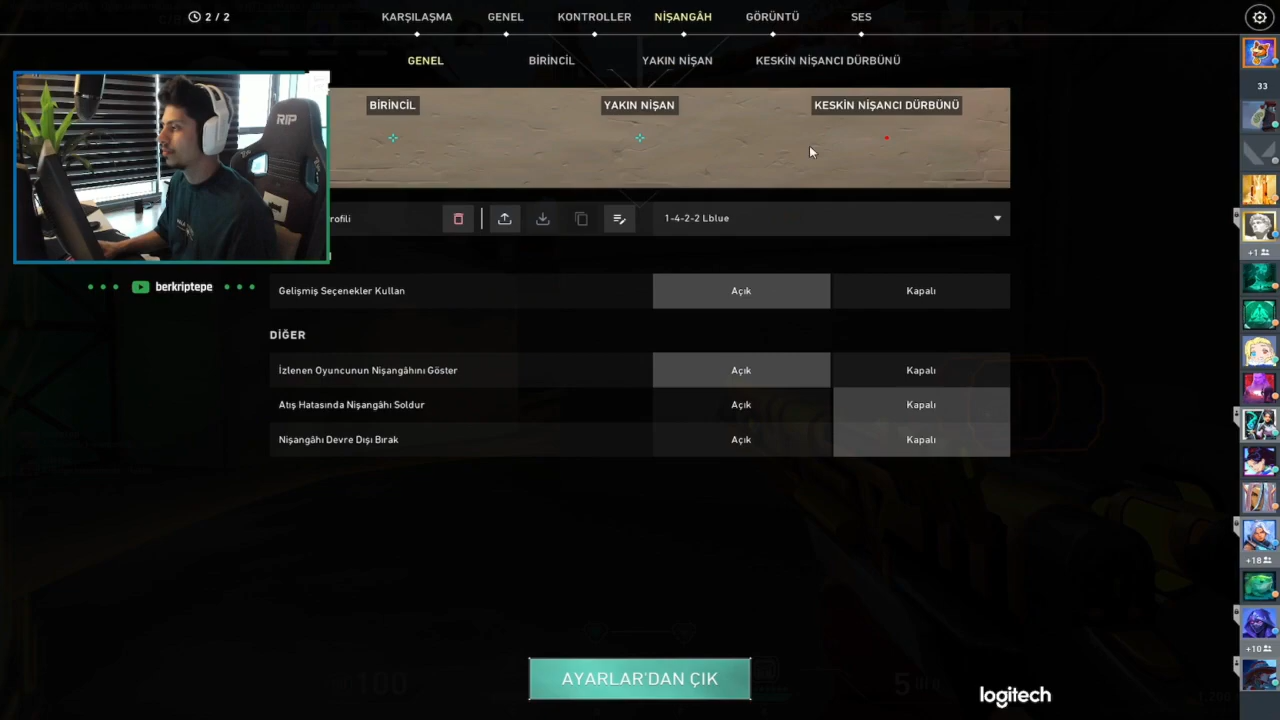 2 / 2
KARŞILAŞMA
GENEL
KONTROLLER
NİŞANGÂH
GÖRÜNTÜ
SES
GENEL
BİRİNCİL
YAKIN NİŞAN
KESKİN NİŞANCI DÜRBÜNÜ
BİRİNCİL
YAKIN NİŞAN
KESKİN NİŞANCI DÜRBÜNÜ
RIP
rofili
1-4-2-2 Lblue
berkriptepe
Gelişmiş Seçenekler Kullan
Açık
Kapalı
DİĞER
İzlenen Oyuncunun Nişangâhını Göster
Açık
Kapalı
Atış Hatasında Nişangâhı Soldur
Açık
Kapalı
Nişangâhı Devre Dışı Bırak
Açık
Kapalı
AYARLAR'DAN ÇIK
100
logitech
33
+1
+18
+10